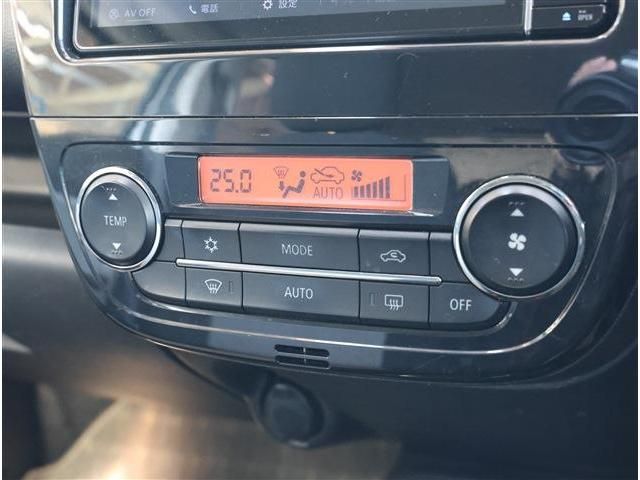 AV OFF 電話 設定 OPEN
25.0 AUTO
TEMP
MODE
AUTO
OFF